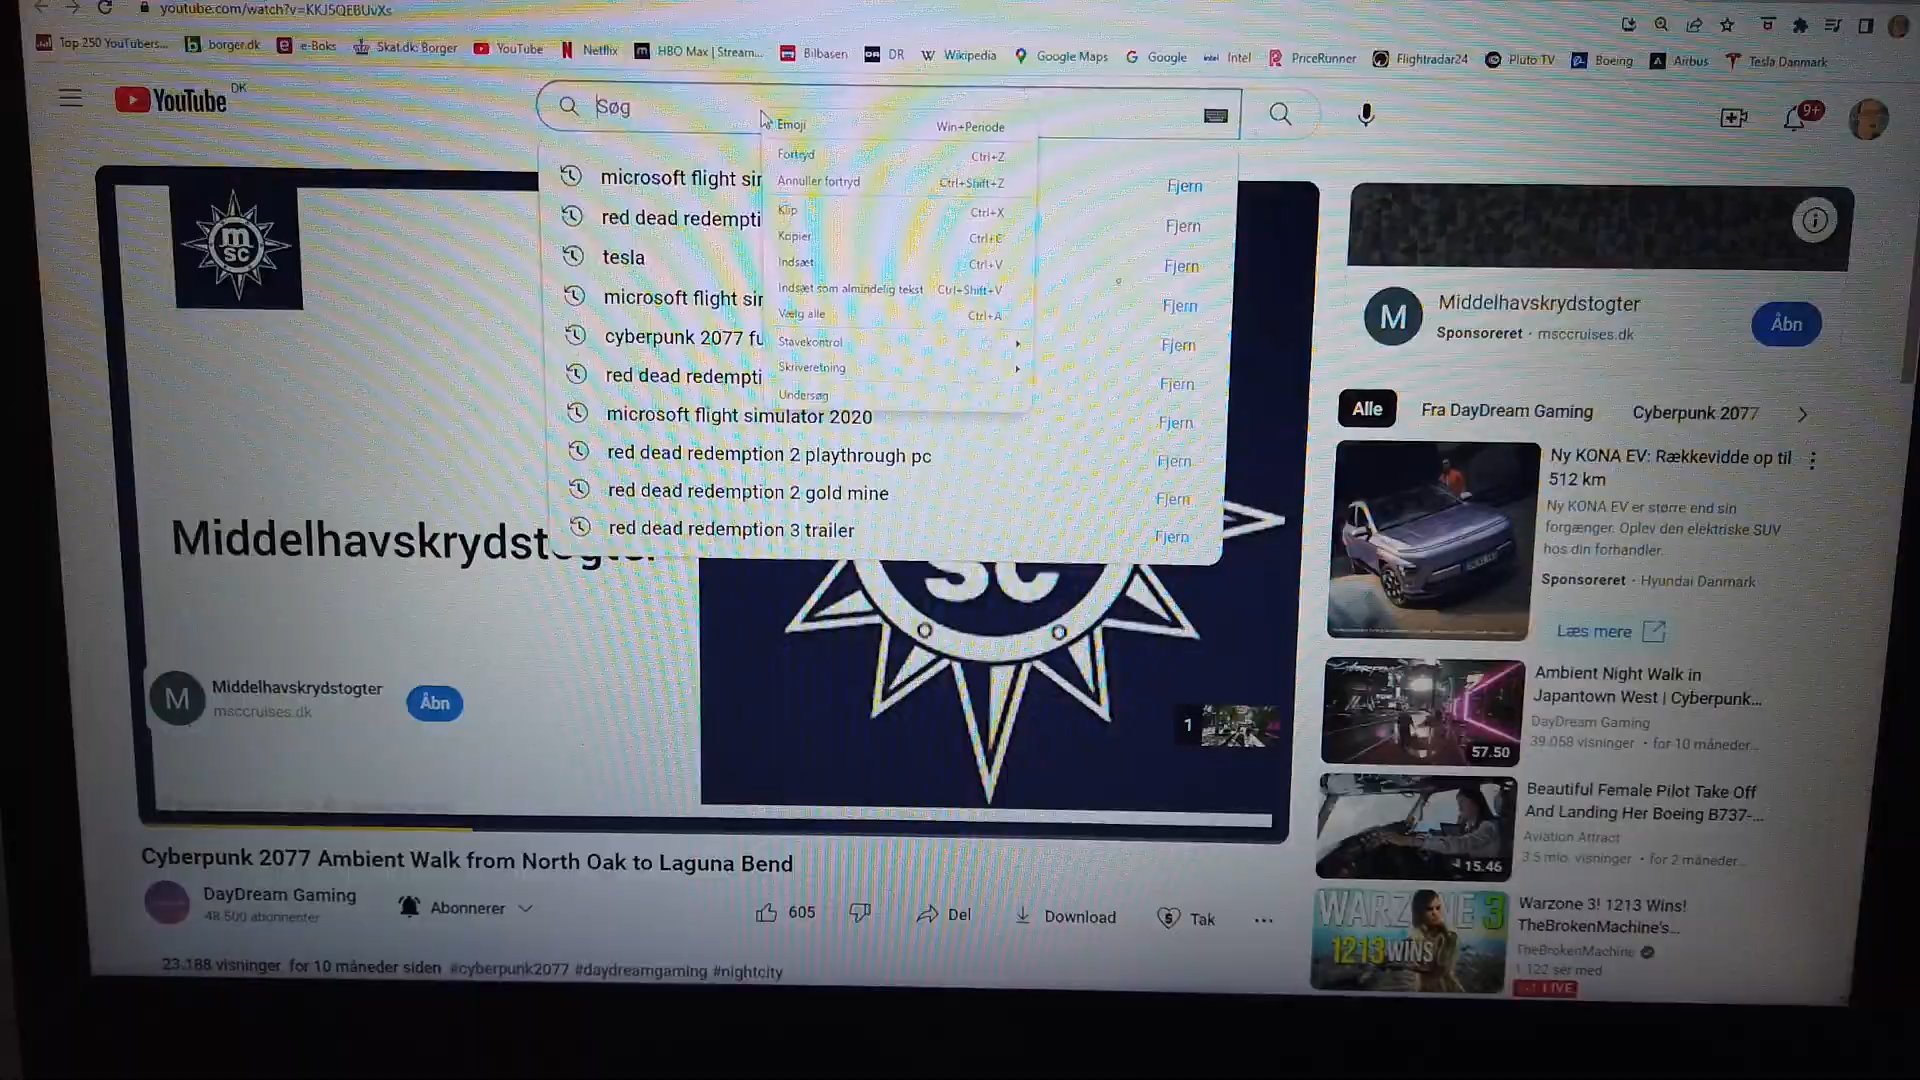 youtube.com/watch?v=KKJ5QEBUvXs
Top 250 YouTubers... borger.dk e-Boks Skat.dk: Borger YouTube Netflix HBO Max | Stream... Bilbasen DR Wikipedia Google Maps Google Intel PriceRunner Flightradar24 Pluto TV Boeing Airbus Tesla Danmark
YouTube DK
Søg
9+
Emoji Win+Periode
Fortryd Ctrl+Z
Annuller fortryd Ctrl+Shift+Z
Klip Ctrl+X
Kopier Ctrl+C
Indsæt Ctrl+V
Indsæt som almindelig tekst Ctrl+Shift+V
Vælg alle Ctrl+A
Stavekontrol
Skriveretning
Undersøg
microsoft flight sir Fjern
red dead redempti Fjern
tesla Fjern
microsoft flight sir Fjern
cyberpunk 2077 fu Fjern
red dead redempti Fjern
microsoft flight simulator 2020 Fjern
red dead redemption 2 playthrough pc Fjern
red dead redemption 2 gold mine Fjern
red dead redemption 3 trailer Fjern
m
sc
Middelhavskrydstogter
sc
M
Middelhavskrydstogter
msccruises.dk
Åbn
1
Cyberpunk 2077 Ambient Walk from North Oak to Laguna Bend
DayDream Gaming
48.500 abonnenter
Abonnerer
605
Del
Download
Tak
23.188 visninger for 10 måneder siden #cyberpunk2077 #daydreamgaming #nightcity
M
Middelhavskrydstogter
Sponsoreret · msccruises.dk
Åbn
Alle Fra DayDream Gaming Cyberpunk 2077
Ny KONA EV: Rækkevidde op til
512 km
Ny KONA EV er større end sin
forgænger. Oplev den elektriske SUV
hos din forhandler.
Sponsoreret · Hyundai Danmark
Læs mere
57.50
Ambient Night Walk in
Japantown West | Cyberpunk...
DayDream Gaming
39.058 visninger · for 10 måneder...
15.46
Beautiful Female Pilot Take Off
And Landing Her Boeing B737-...
Aviation Attract
3,5 mio. visninger · for 2 måneder...
WARZONE 3
1213 WINS
Warzone 3! 1213 Wins!
TheBrokenMachine's...
TheBrokenMachine
1.122 ser med
LIVE